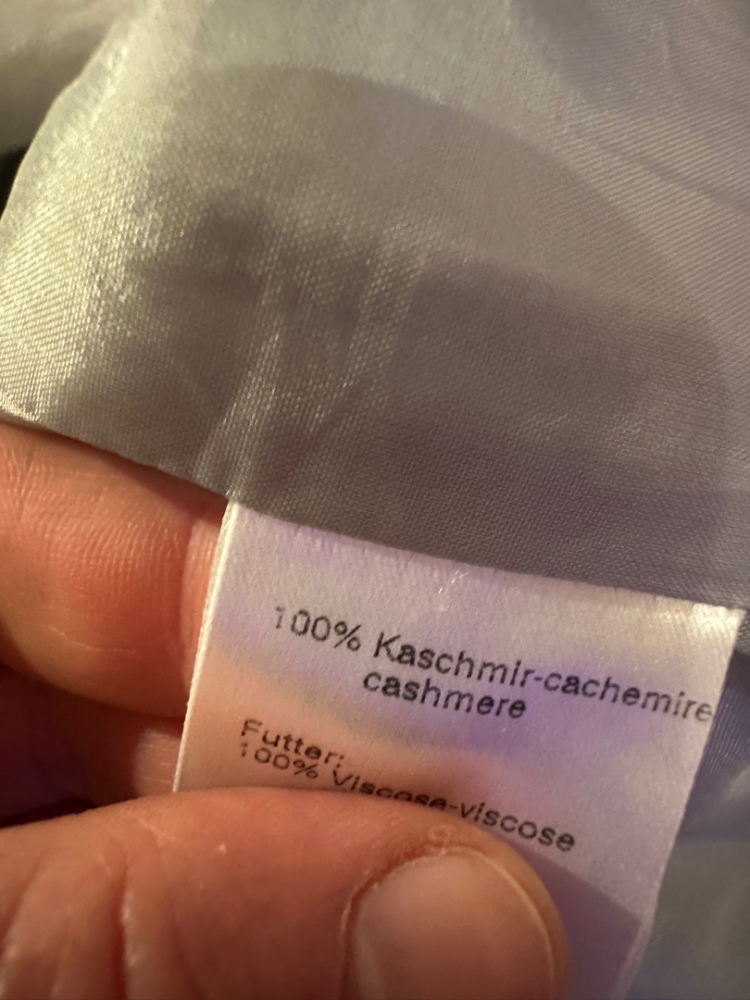 100% Kaschmir-cachemire
cashmere
Futter:
100% Viscose-viscose